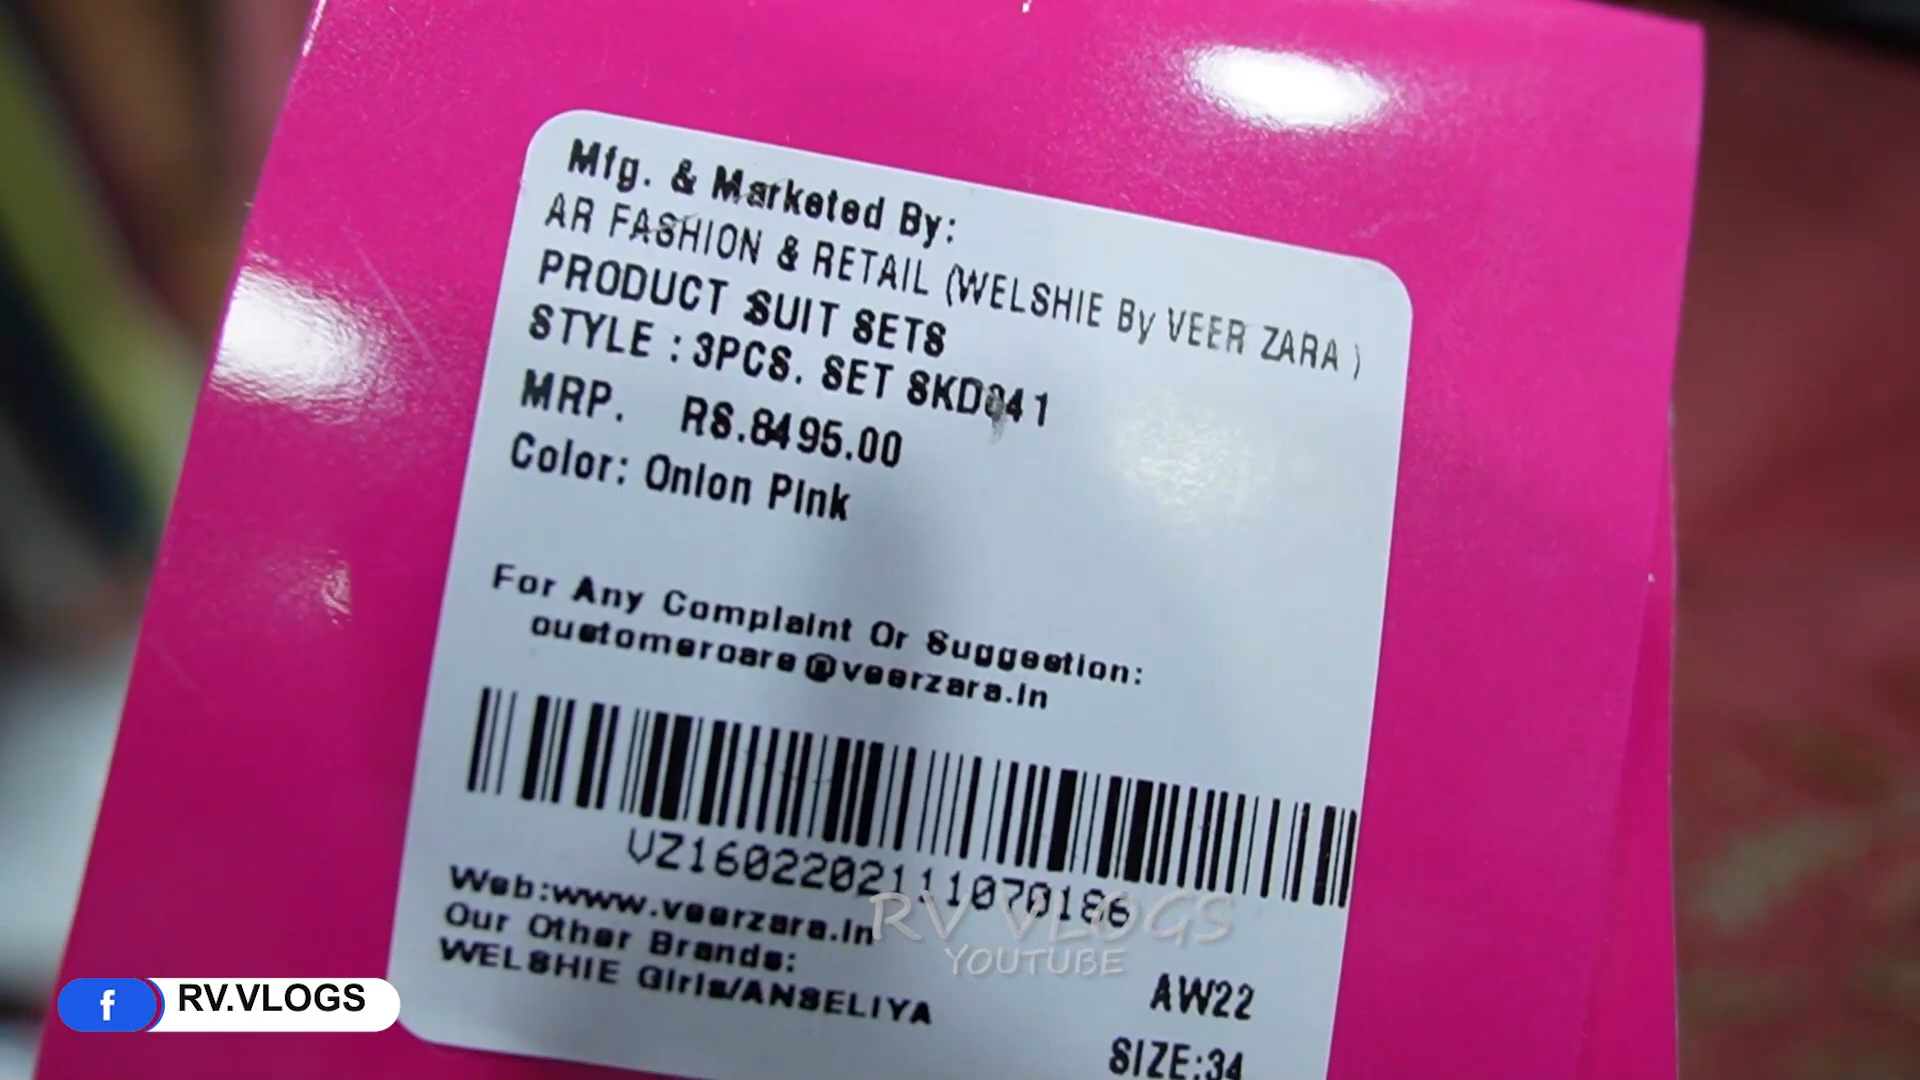 Mfg. & Marketed By:
AR FASHION & RETAIL (WELSHIE By VEER ZARA )
PRODUCT SUIT SETS
STYLE : 3PCS. SET SKD041
MRP. RS.8495.00
Color: Onion Pink
For Any Complaint Or Suggestion:
customercare@veerzara.in
VZ1602202111070186
Web:www.veerzara.in
Our Other Brands:
WELSHIE Girls/ANSELIYA
AW22
SIZE:34
RV VLOGS
YOUTUBE
f RV.VLOGS